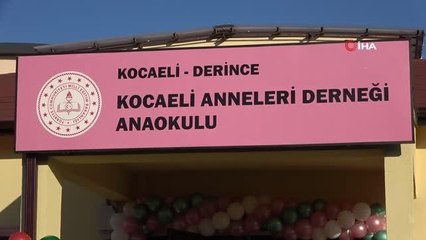 İHA
KOCAELİ - DERİNCE
KOCAELİ ANNELERİ DERNEĞİ
ANAOKULU